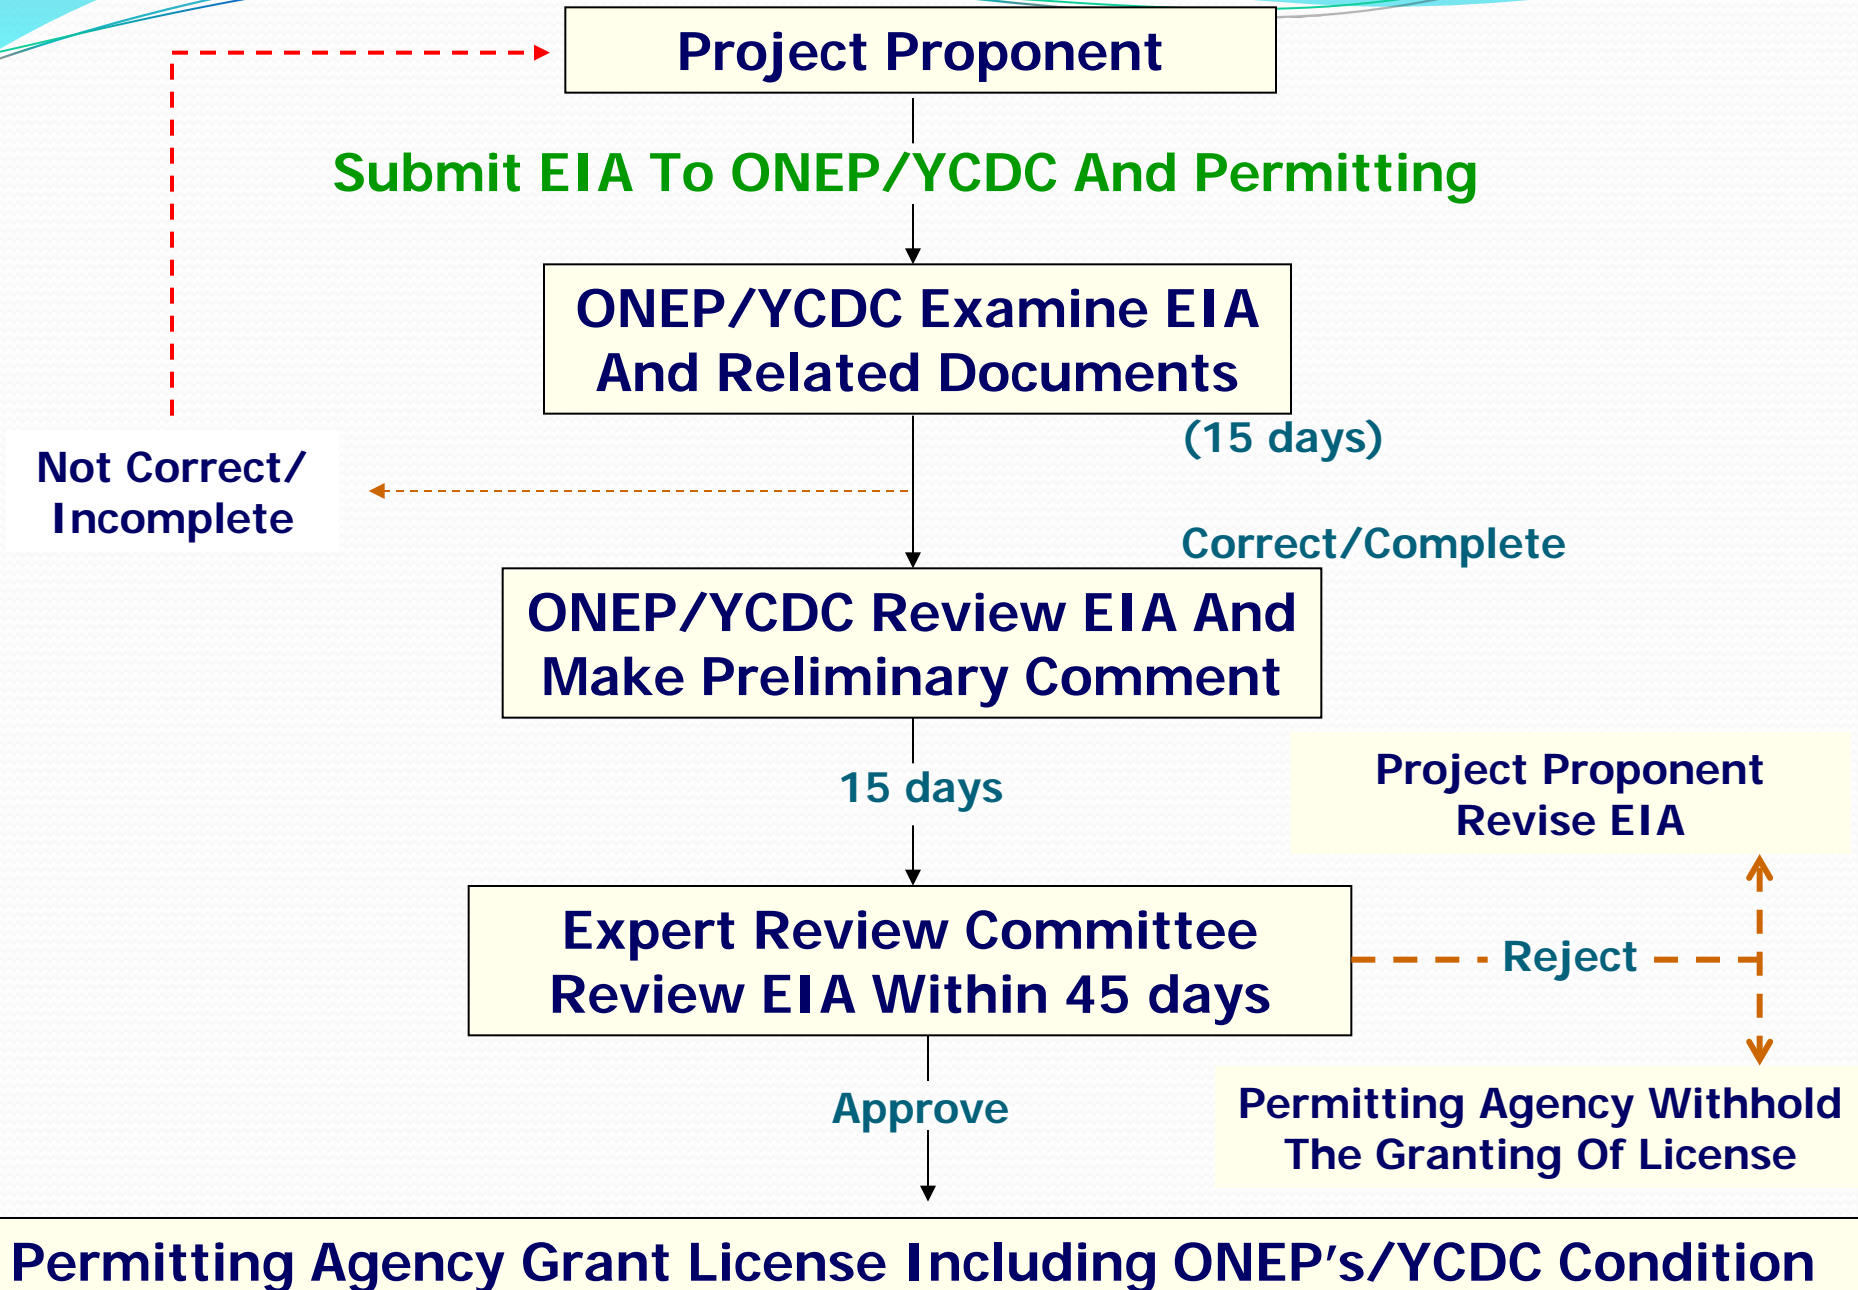 Project Proponent
Submit EIA To ONEP/YCDC And Permitting
ONEP/YCDC Examine EIA
And Related Documents
(15 days)
Not Correct/
Incomplete
Correct/Complete
ONEP/YCDC Review EIA And
Make Preliminary Comment
15 days
Project Proponent
Revise EIA
Expert Review Committee
Review EIA Within 45 days
Reject
Approve
Permitting Agency Withhold
The Granting Of License
Permitting Agency Grant License Including ONEP's/YCDC Condition